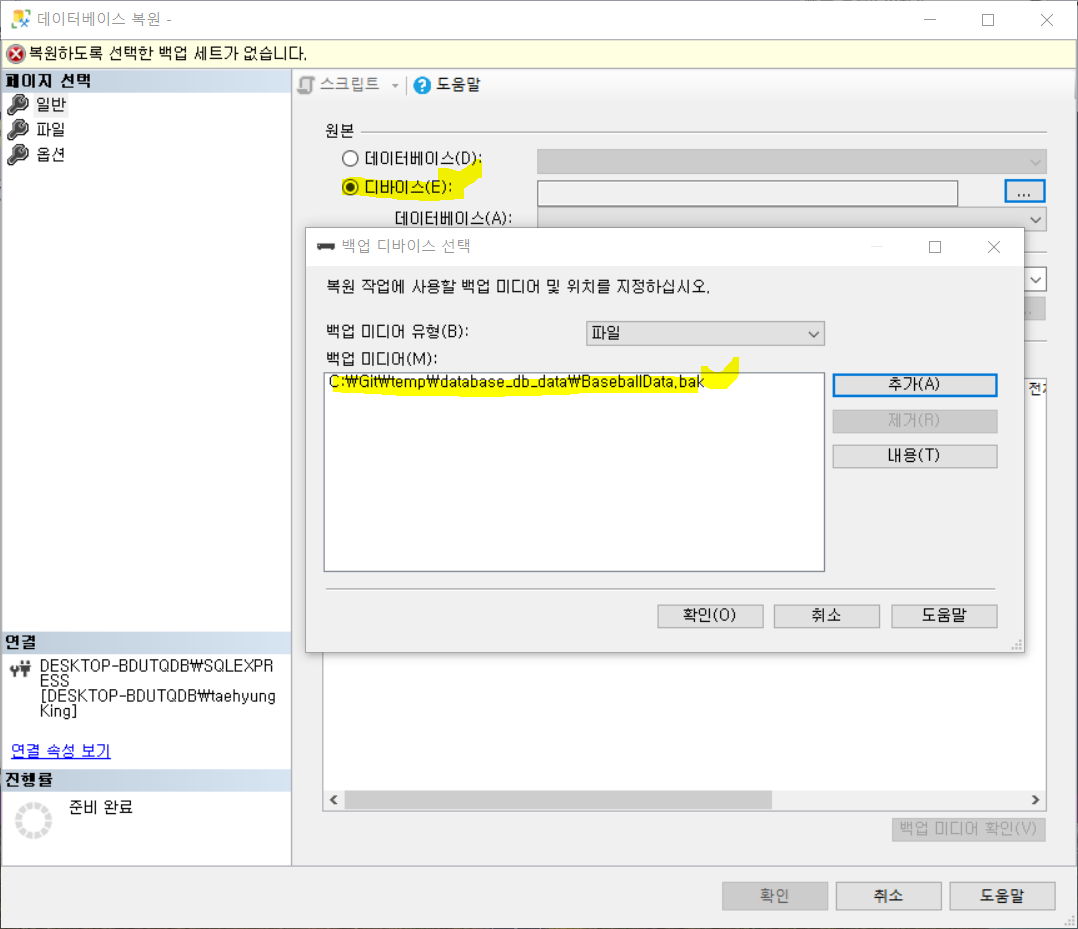 데이터베이스 복원 -
복원하도록 선택한 백업 세트가 없습니다.
페이지 선택
일반
파일
옵션
스크립트
도움말
원본
데이터베이스(D):
디바이스(E):
...
데이터베이스(A):
백업 디바이스 선택
복원 작업에 사용할 백업 미디어 및 위치를 지정하십시오.
백업 미디어 유형(B):
파일
백업 미디어(M):
C:₩Git₩temp₩database_db_data₩BaseballData.bak
추가(A)
제거(R)
내용(T)
확인(O)
취소
도움말
연결
DESKTOP-BDUTQDB₩SQLEXPR
ESS
[DESKTOP-BDUTQDB₩taehyung
King]
연결 속성 보기
진행률
준비 완료
백업 미디어 확인(V)
확인
취소
도움말